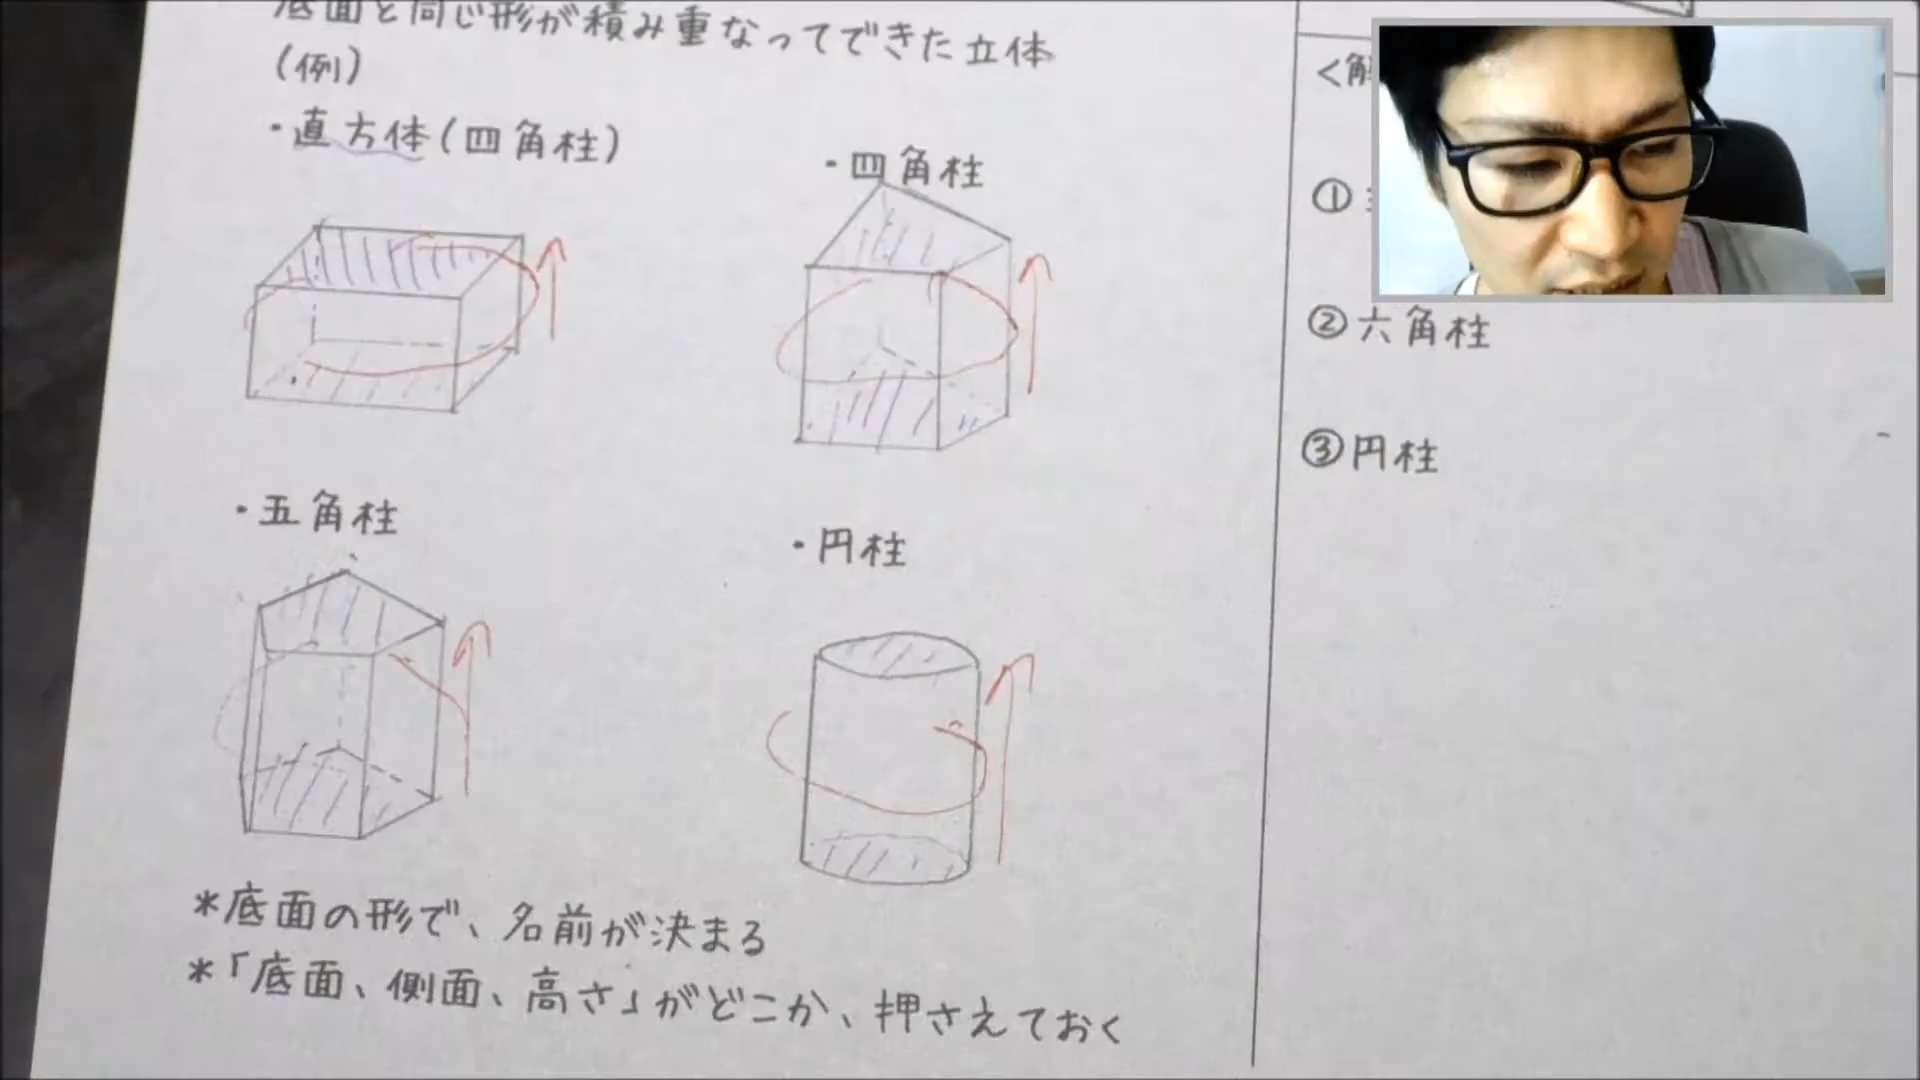 底面と同じ形が積み重なってできた立体
(例)
・直方体(四角柱)
・四角柱
・五角柱
・円柱
*底面の形で、名前が決まる
*「底面、側面、高さ」がどこか、押さえておく
<解
①
②六角柱
③円柱